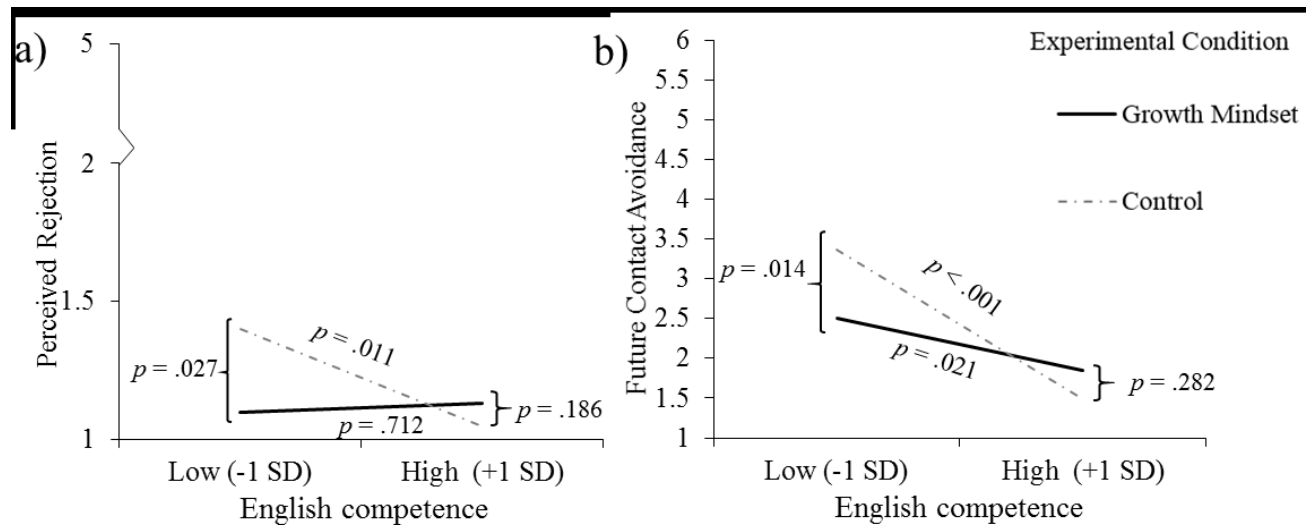 a)
5
2
1.5
1
Perceived Rejection
p = .027
p = .011
p = .712
p = .186
Low (-1 SD)
High (+1 SD)
English competence
b)
6
5.5
5
4.5
4
3.5
3
2.5
2
1.5
1
Future Contact Avoidance
p = .014
p < .001
p = .021
p = .282
Low (-1 SD)
High (+1 SD)
English competence
Experimental Condition
Growth Mindset
Control